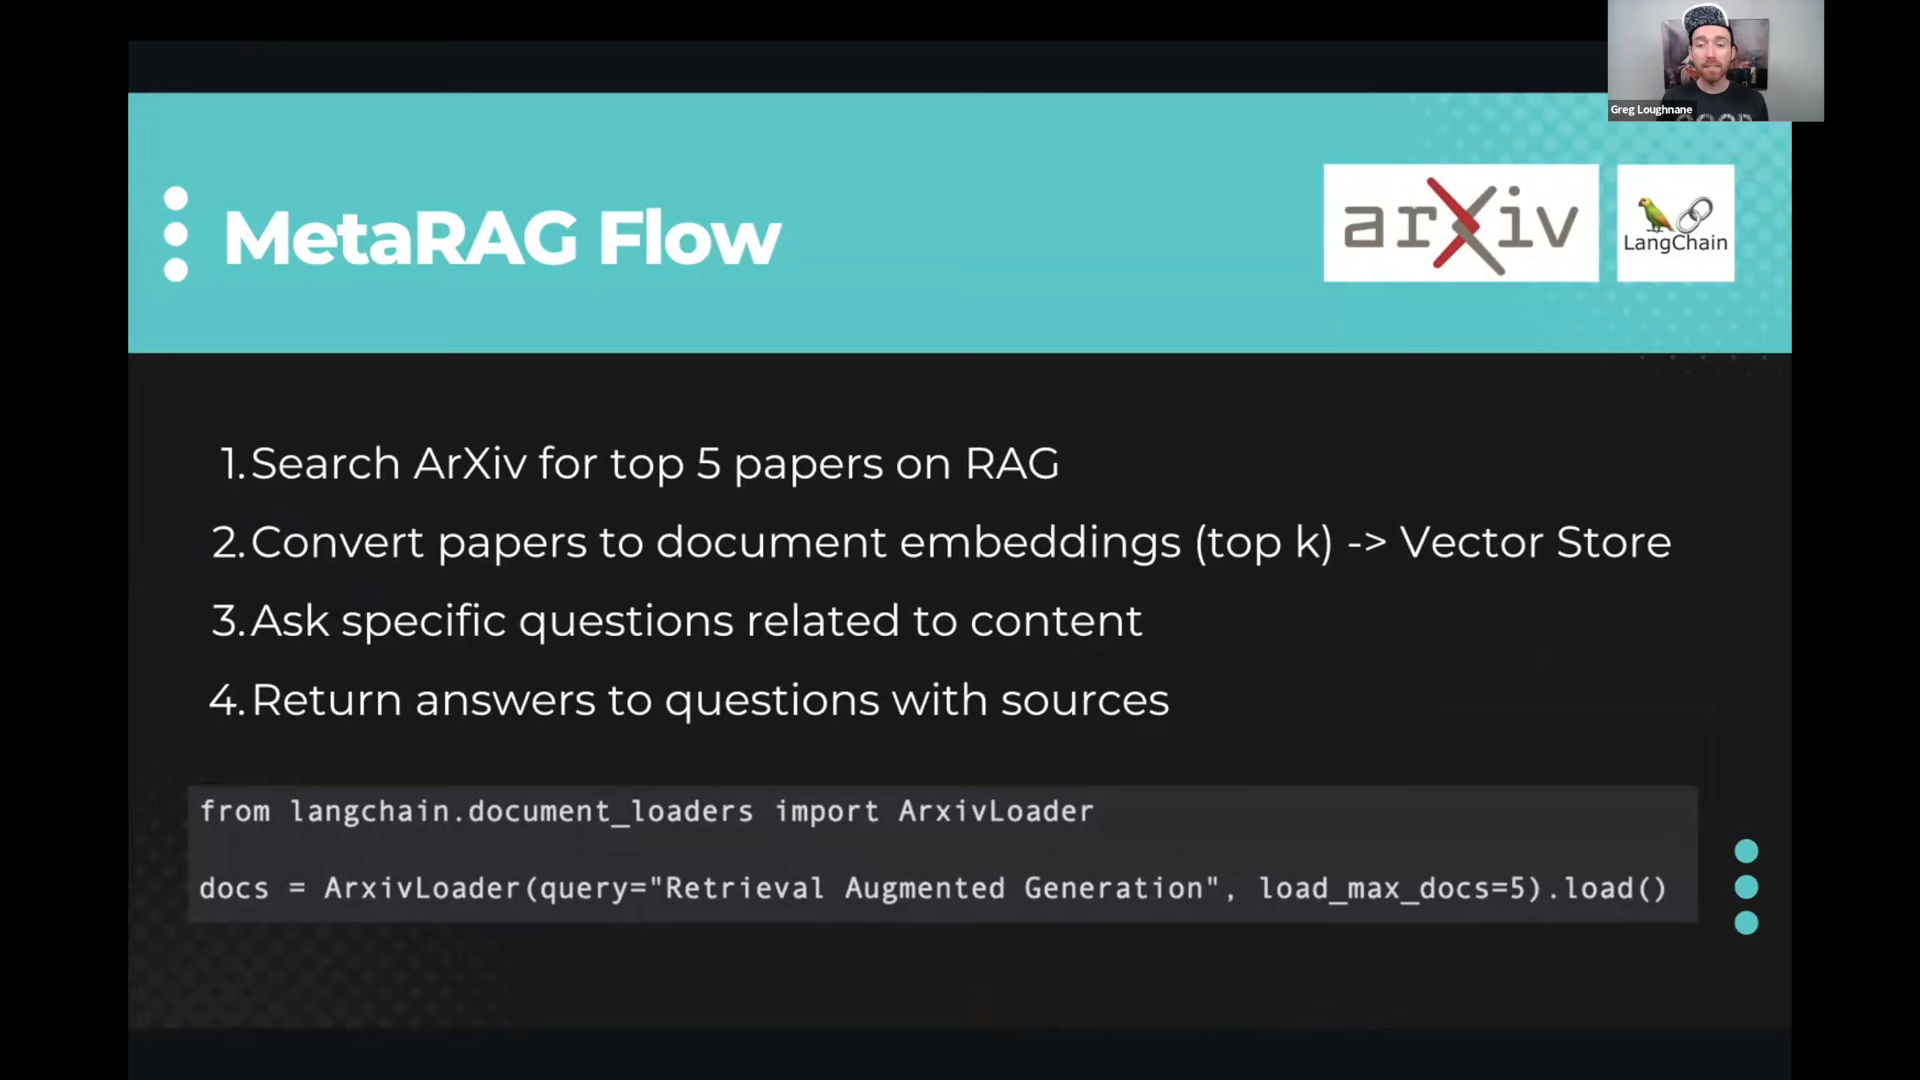 Greg Loughnane
MetaRAG Flow
arXiv
LangChain
1. Search ArXiv for top 5 papers on RAG
2. Convert papers to document embeddings (top k) -> Vector Store
3. Ask specific questions related to content
4. Return answers to questions with sources
from langchain.document_loaders import ArxivLoader
docs = ArxivLoader(query="Retrieval Augmented Generation", load_max_docs=5).load()